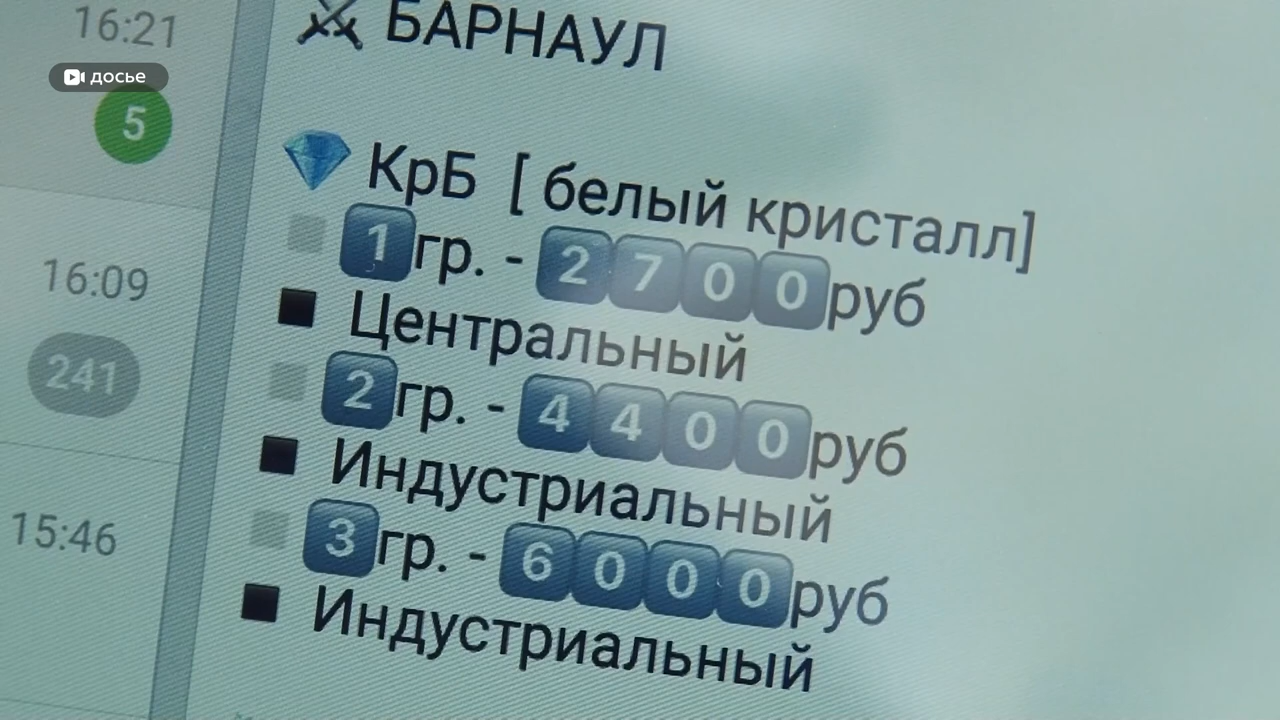 16:21
досье
5
16:09
241
15:46
БАРНАУЛ
КрБ [ белый кристалл]
1гр. - 2700руб
Центральный
2гр. - 4400руб
Индустриальный
3гр. - 6000руб
Индустриальный